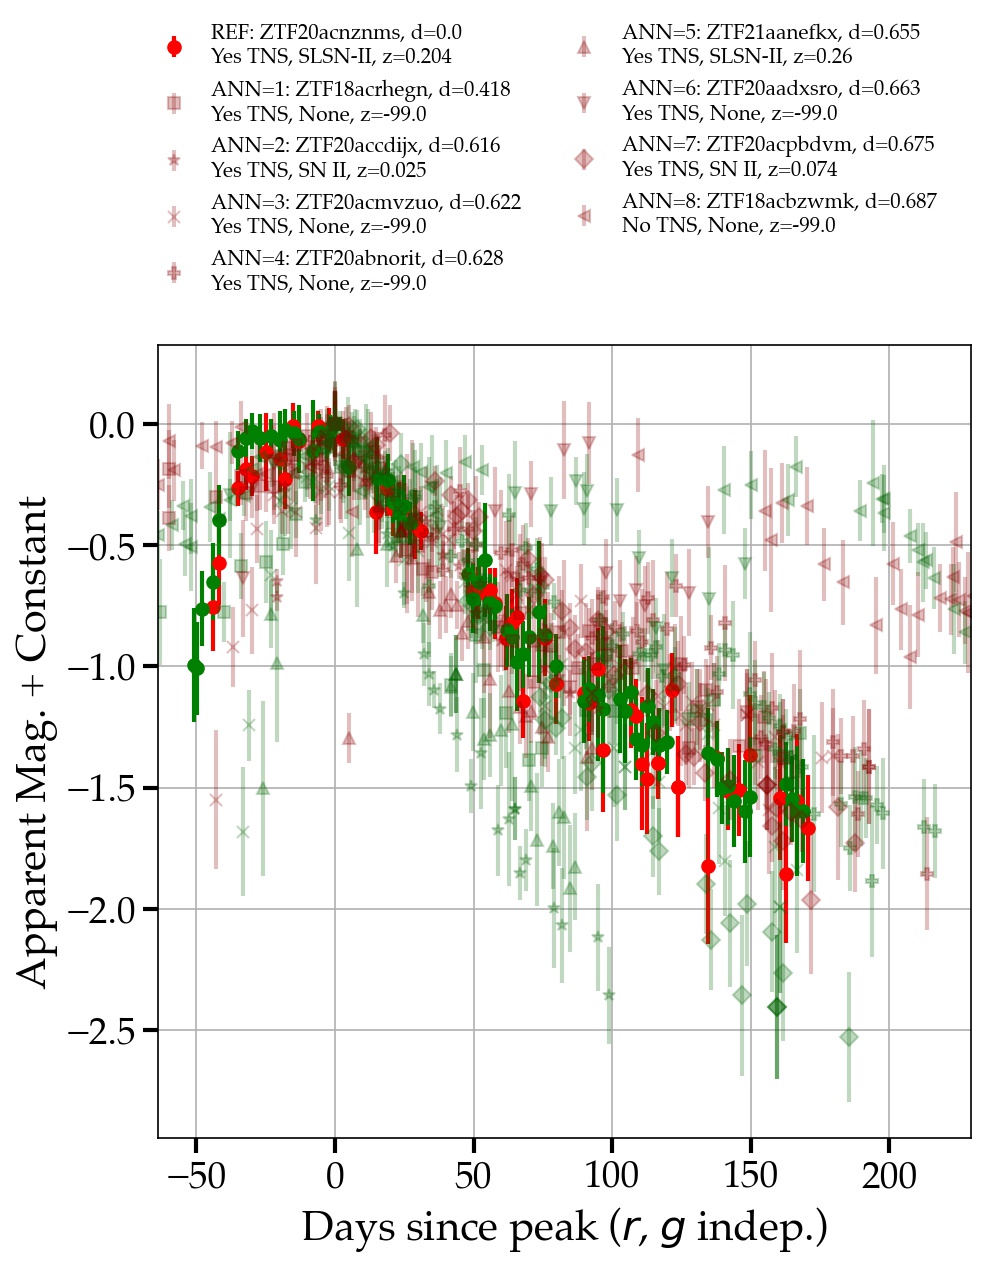 REF: ZTF20acnznms, d=0.0
Yes TNS, SLSN-II, z=0.204
ANN=1: ZTF18acrhegn, d=0.418
Yes TNS, None, z=-99.0
ANN=2: ZTF20accdijx, d=0.616
Yes TNS, SN II, z=0.025
ANN=3: ZTF20acmvzuo, d=0.622
Yes TNS, None, z=-99.0
ANN=4: ZTF20abnorit, d=0.628
Yes TNS, None, z=-99.0
ANN=5: ZTF21aanefkx, d=0.655
Yes TNS, SLSN-II, z=0.26
ANN=6: ZTF20aadxsro, d=0.663
Yes TNS, None, z=-99.0
ANN=7: ZTF20acpbdvm, d=0.675
Yes TNS, SN II, z=0.074
ANN=8: ZTF18acbzwmk, d=0.687
No TNS, None, z=-99.0
Apparent Mag. + Constant
0.0
−0.5
−1.0
−1.5
−2.0
−2.5
−50
0
50
100
150
200
Days since peak (r, g indep.)